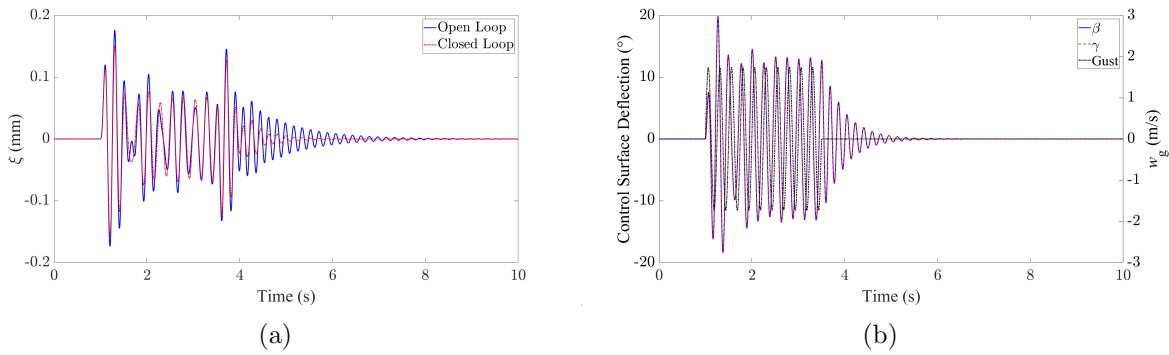 0.2
0.1
0
-0.1
-0.2
ξ (mm)
0 2 4 6 8 10
Time (s)
Open Loop
Closed Loop
(a)
20
10
0
-10
-20
Control Surface Deflection (°)
0 2 4 6 8 10
Time (s)
β
γ
Gust
3
2
1
0
-1
-2
-3
w_g (m/s)
(b)